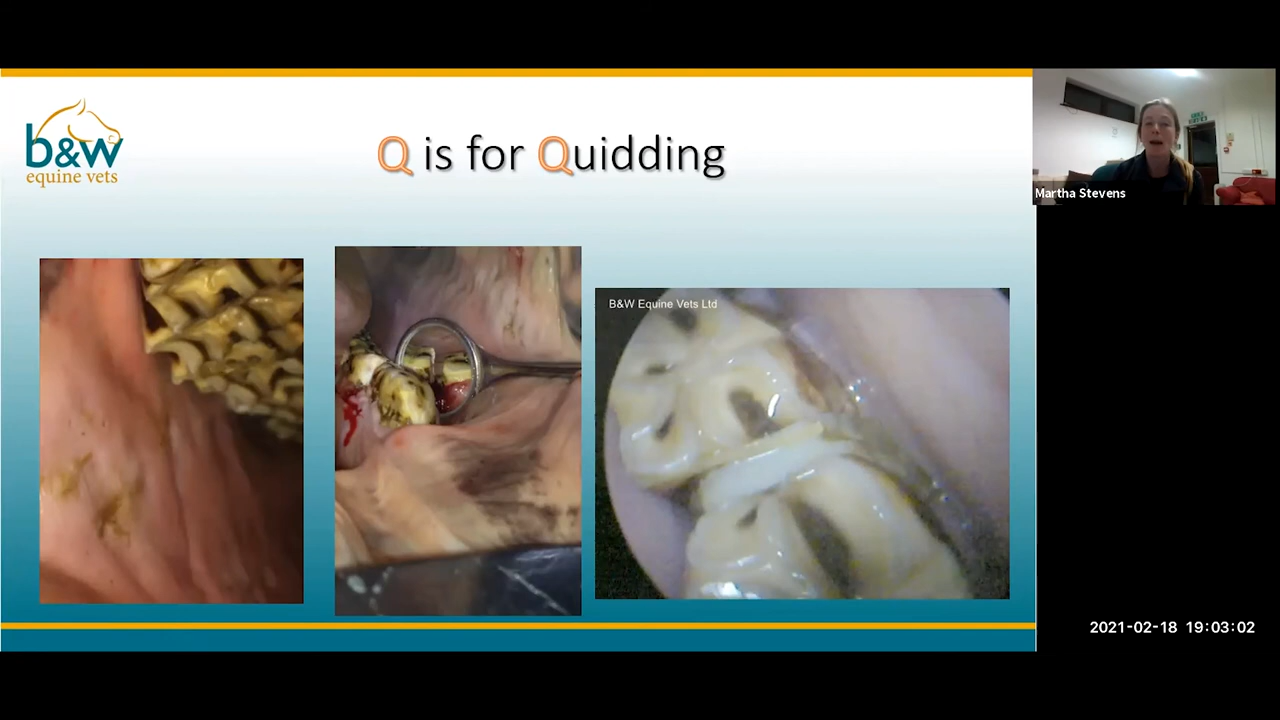 b&w
equine vets
Q is for Quidding
B&W Equine Vets Ltd
Martha Stevens
2021-02-18 19:03:02